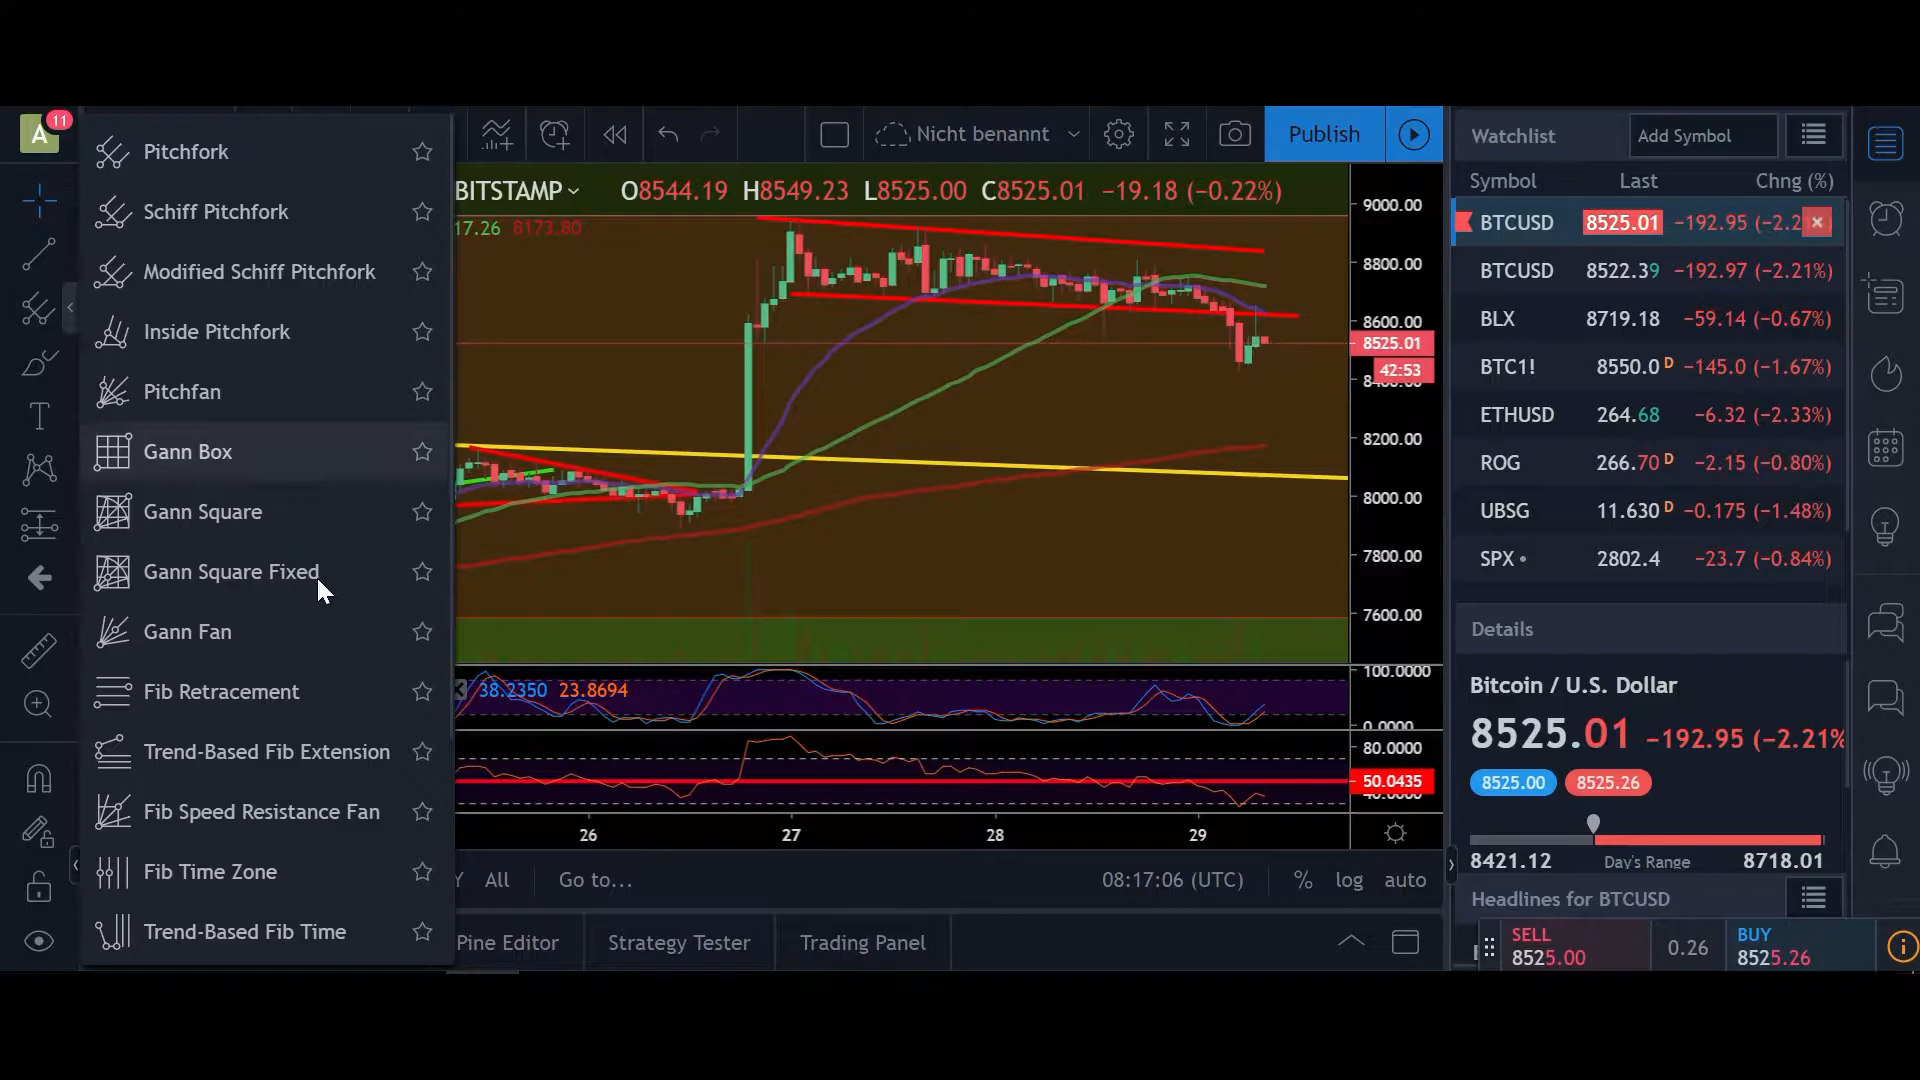 A 11
Pitchfork
Schiff Pitchfork
Modified Schiff Pitchfork
Inside Pitchfork
Pitchfan
Gann Box
Gann Square
Gann Square Fixed
Gann Fan
Fib Retracement
Trend-Based Fib Extension
Fib Speed Resistance Fan
Fib Time Zone
Trend-Based Fib Time
Nicht benannt
Publish
BITSTAMP O8544.19 H8549.23 L8525.00 C8525.01 −19.18 (−0.22%)
17.26 8173.80
9000.00
8800.00
8600.00
8525.01
42:53
8200.00
8000.00
7800.00
7600.00
38.2350 23.8694
100.0000
0.0000
80.0000
50.0435
26 27 28 29
Y All Go to... 08:17:06 (UTC) % log auto
Pine Editor Strategy Tester Trading Panel
Watchlist Add Symbol
Symbol Last Chng (%)
BTCUSD 8525.01 −192.95 (−2.2
BTCUSD 8522.39 −192.97 (−2.21%)
BLX 8719.18 −59.14 (−0.67%)
BTC1! 8550.0 D −145.0 (−1.67%)
ETHUSD 264.68 −6.32 (−2.33%)
ROG 266.70 D −2.15 (−0.80%)
UBSG 11.630 D −0.175 (−1.48%)
SPX 2802.4 −23.7 (−0.84%)
Details
Bitcoin / U.S. Dollar
8525.01 −192.95 (−2.21%
8525.00 8525.26
8421.12 Day's Range 8718.01
Headlines for BTCUSD
SELL
8525.00
0.26
BUY
8525.26